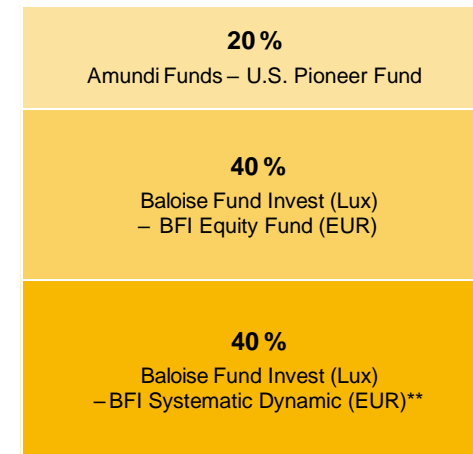 20 %
Amundi Funds – U.S. Pioneer Fund
40 %
Baloise Fund Invest (Lux)
– BFI Equity Fund (EUR)
40 %
Baloise Fund Invest (Lux)
– BFI Systematic Dynamic (EUR)**